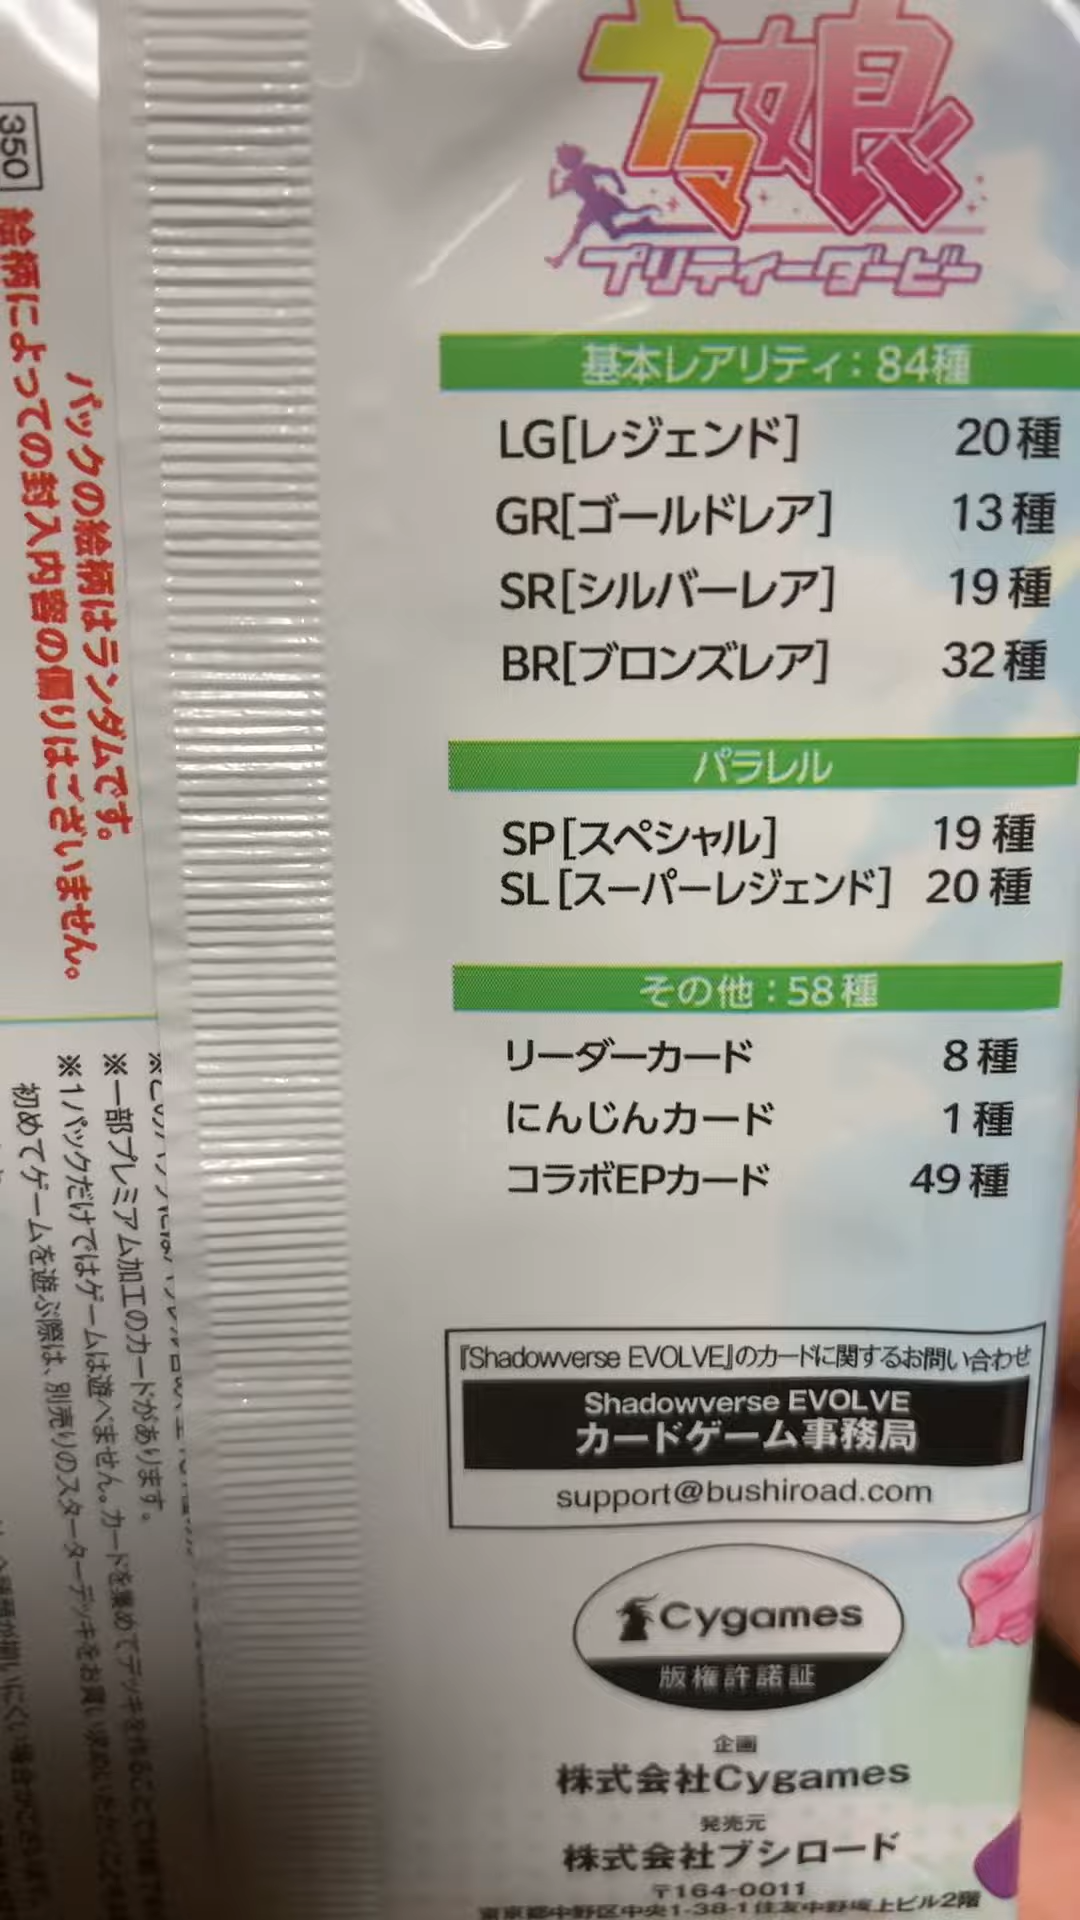 ウマ娘
プリティーダービー
基本レアリティ：84種
LG[レジェンド] 20種
GR[ゴールドレア] 13種
SR[シルバーレア] 19種
BR[ブロンズレア] 32種
パラレル
SP[スペシャル] 19種
SL[スーパーレジェンド] 20種
その他：58種
リーダーカード 8種
にんじんカード 1種
コラボEPカード 49種
『Shadowverse EVOLVE』のカードに関するお問い合わせ
Shadowverse EVOLVE
カードゲーム事務局
support@bushiroad.com
Cygames
版権許諾証
企画
株式会社Cygames
発売元
株式会社ブシロード
〒164-0011
東京都中野区中央1-38-1住友中野坂上ビル2階
350
パックの絵柄はランダムです。
絵柄によっての封入内容の偏りはございません。
※一部プレミアム加工のカードがあります。
※1パックだけではゲームは遊べません。カードを集めてデッキを作ることで
初めてゲームを遊ぶ際は、別売りのスターターデッキをお買い求めいただく